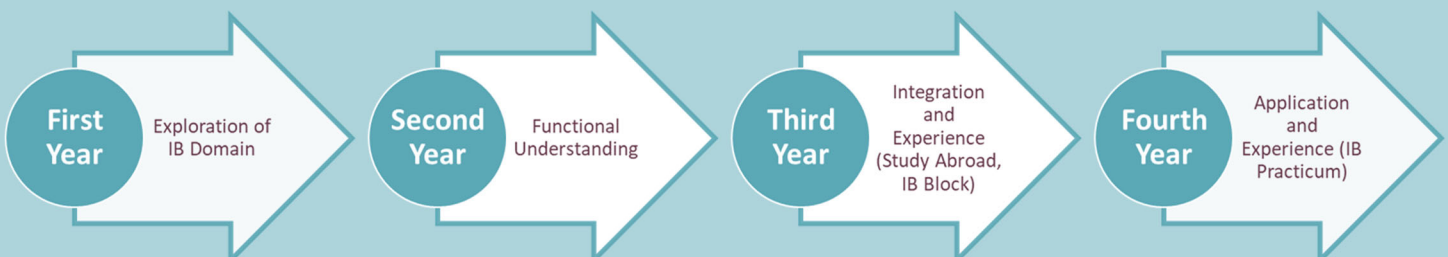 First
Year
Exploration of
IB Domain
Second
Year
Functional
Understanding
Third
Year
Integration
and
Experience
(Study Abroad,
IB Block)
Fourth
Year
Application
and
Experience (IB
Practicum)